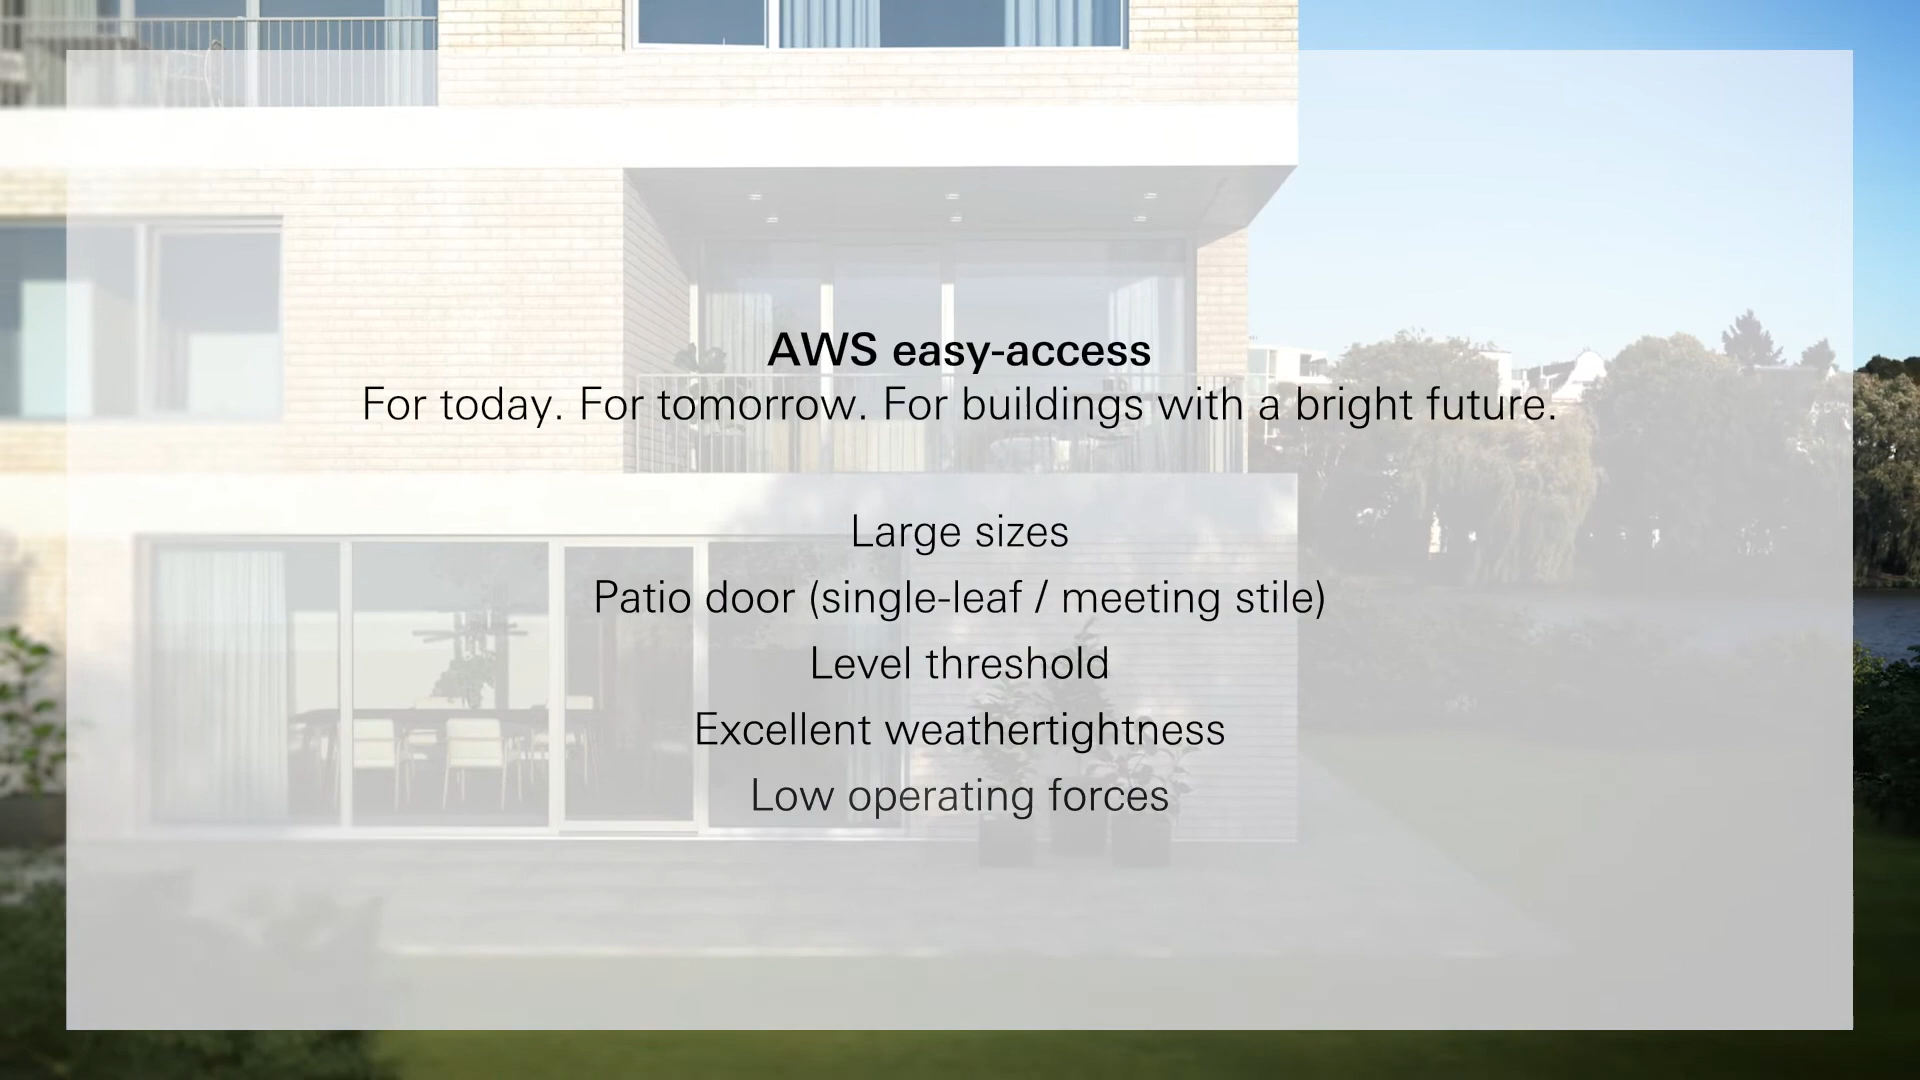 AWS easy-access
For today. For tomorrow. For buildings with a bright future.
Large sizes
Patio door (single-leaf / meeting stile)
Level threshold
Excellent weathertightness
Low operating forces